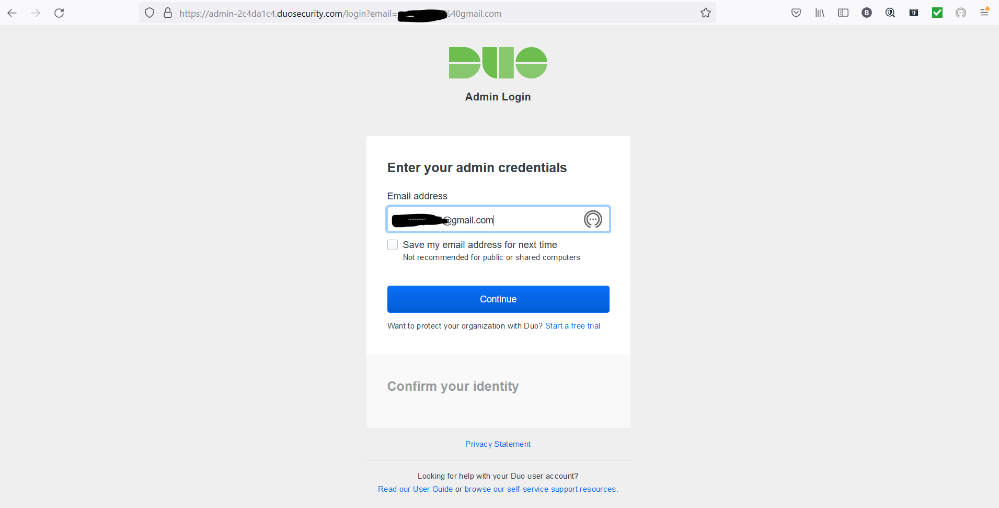 https://admin-2c4da1c4.duosecurity.com/login?email= %40gmail.com
B
DUO
Admin Login
Enter your admin credentials
Email address
@gmail.com
Save my email address for next time
Not recommended for public or shared computers
Continue
Want to protect your organization with Duo? Start a free trial
Confirm your identity
Privacy Statement
Looking for help with your Duo user account?
Read our User Guide or browse our self-service support resources.